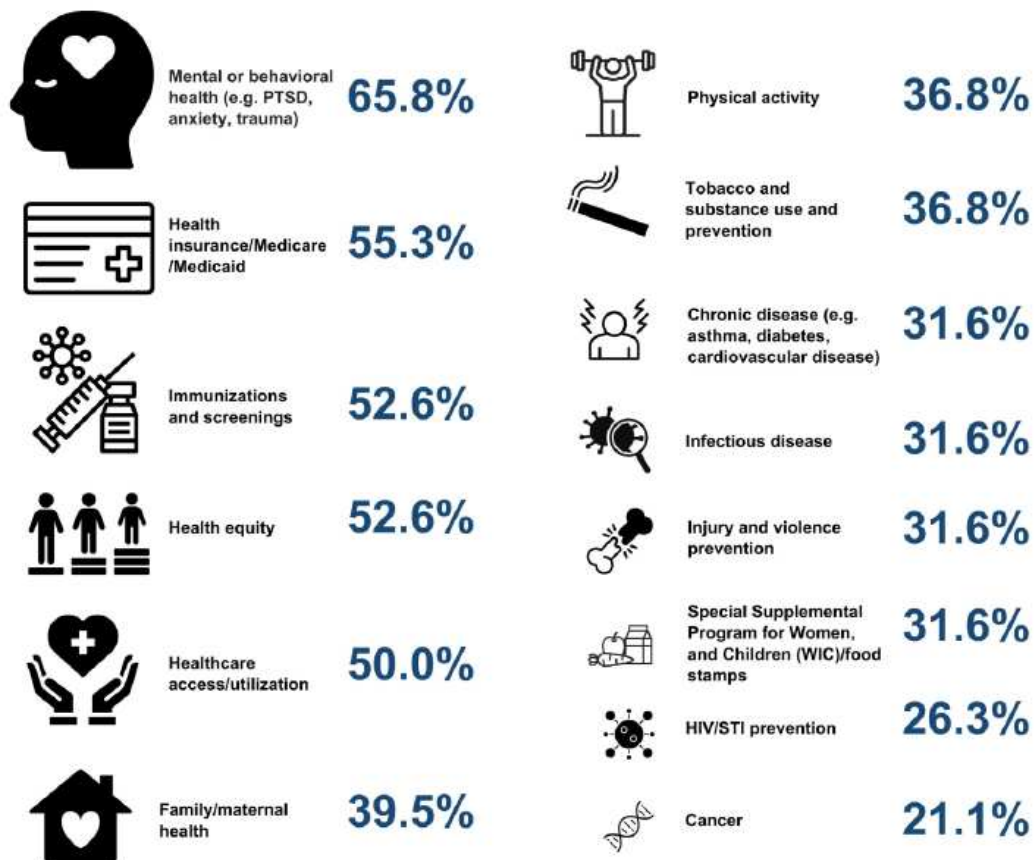 Mental or behavioral
health (e.g. PTSD,
anxiety, trauma)
65.8%
Health
insurance/Medicare
/Medicaid
55.3%
Immunizations
and screenings
52.6%
Health equity
52.6%
Healthcare
access/utilization
50.0%
Family/maternal
health
39.5%
Physical activity
36.8%
Tobacco and
substance use and
prevention
36.8%
Chronic disease (e.g.
asthma, diabetes,
cardiovascular disease)
31.6%
Infectious disease
31.6%
Injury and violence
prevention
31.6%
Special Supplemental
Program for Women,
and Children (WIC)/food
stamps
31.6%
HIV/STI prevention
26.3%
Cancer
21.1%